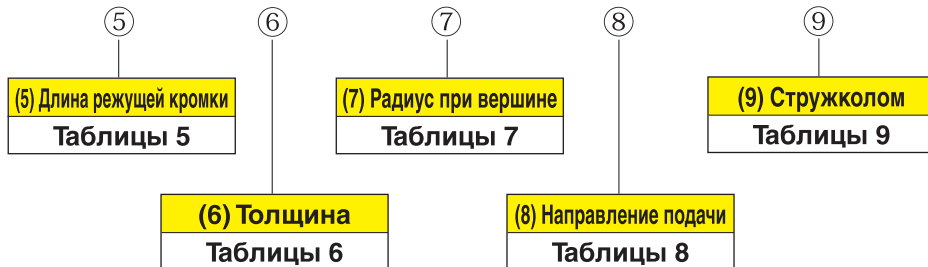 ⑤ ⑥ ⑦ ⑧ ⑨
(5) Длина режущей кромки
Таблицы 5
(7) Радиус при вершине
Таблицы 7
(9) Стружколом
Таблицы 9
(6) Толщина
Таблицы 6
(8) Направление подачи
Таблицы 8